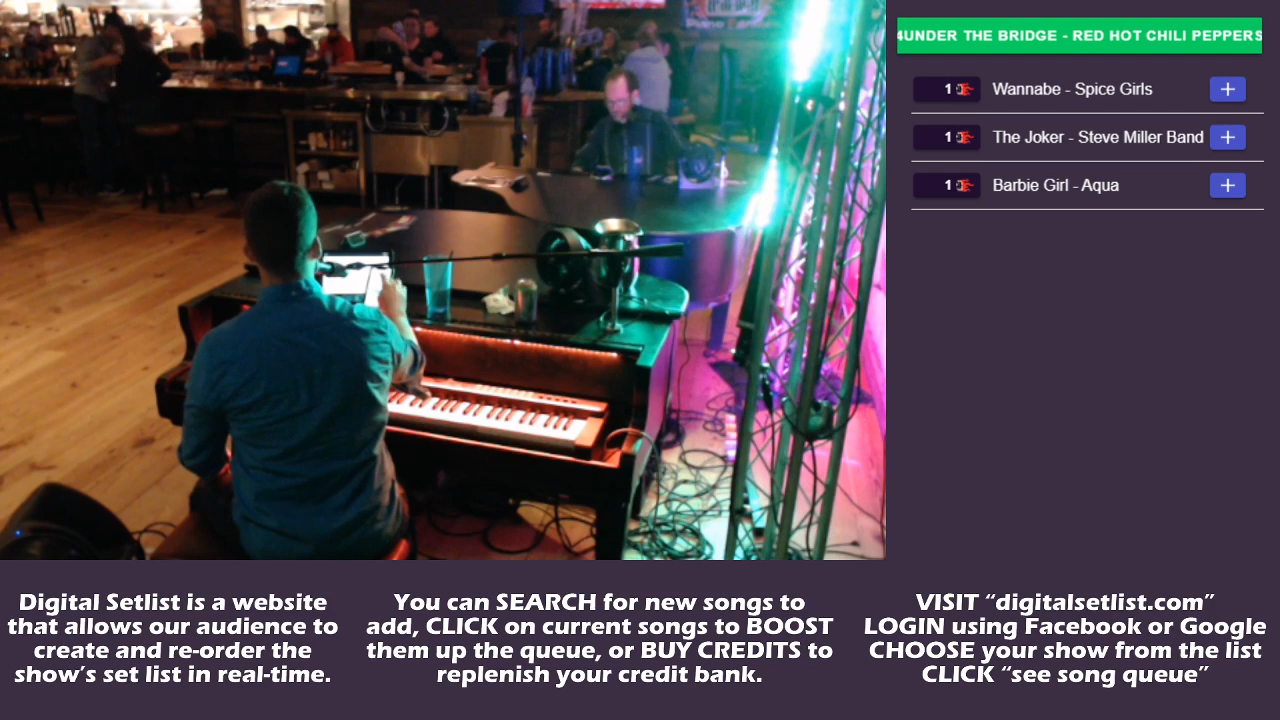 4UNDER THE BRIDGE - RED HOT CHILI PEPPERS
1 Wannabe - Spice Girls +
1 The Joker - Steve Miller Band +
1 Barbie Girl - Aqua +
Digital Setlist is a website
that allows our audience to
create and re-order the
show's set list in real-time.
You can SEARCH for new songs to
add, CLICK on current songs to BOOST
them up the queue, or BUY CREDITS to
replenish your credit bank.
VISIT “digitalsetlist.com”
LOGIN using Facebook or Google
CHOOSE your show from the list
CLICK “see song queue”